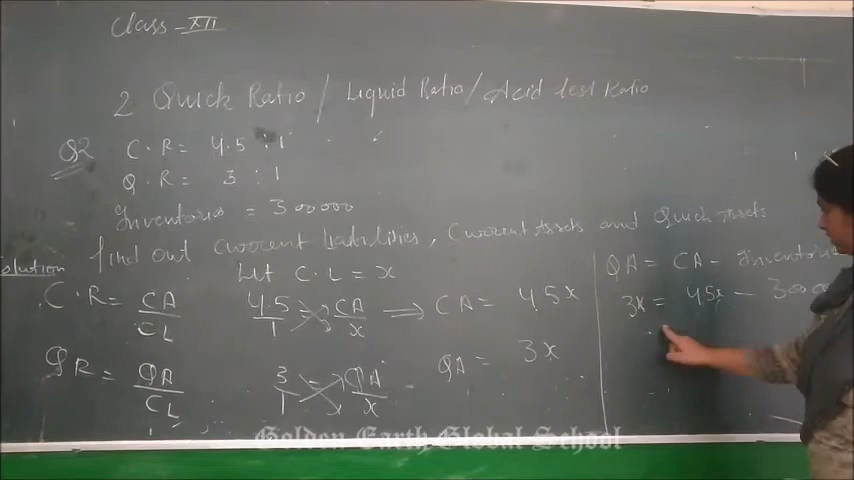 Class - XII
2 Quick Ratio / Liquid Ratio / Acid test Ratio
Q2 C.R = 4.5 : 1
Q.R = 3 : 1
Inventories = 300000
Find out Current Liabilities, Current Assets and Quick Assets
Solution Let C.L = x
C.R = CA/CL 4.5/1 = CA/x ⟹ CA = 4.5x
QR = QA/CL 3/1 = QA/x QA = 3x
QA = CA - Inventories
3x = 4.5x - 3000
Golden Earth Global School